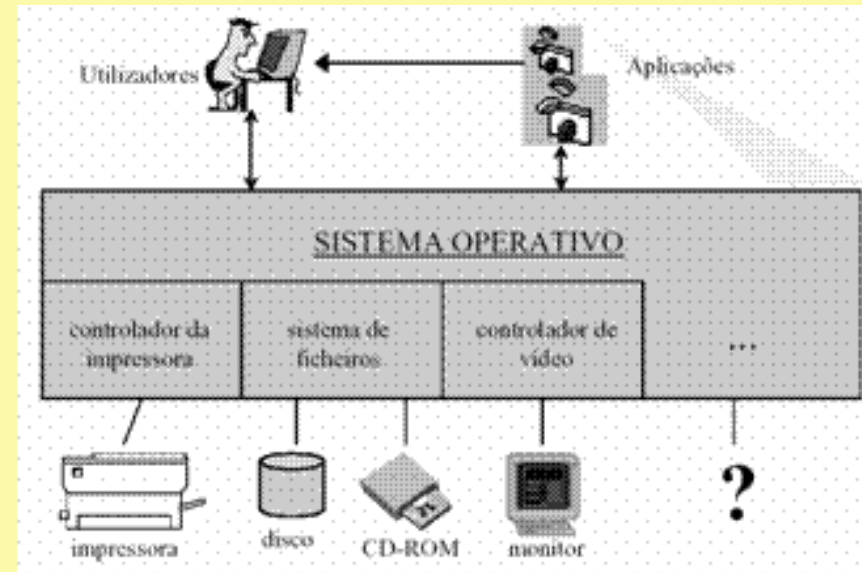 Utilizadores
Aplicações
SISTEMA OPERATIVO
controlador da
impressora
sistema de
ficheiros
controlador de
vídeo
...
impressora
disco
CD-ROM
monitor
?